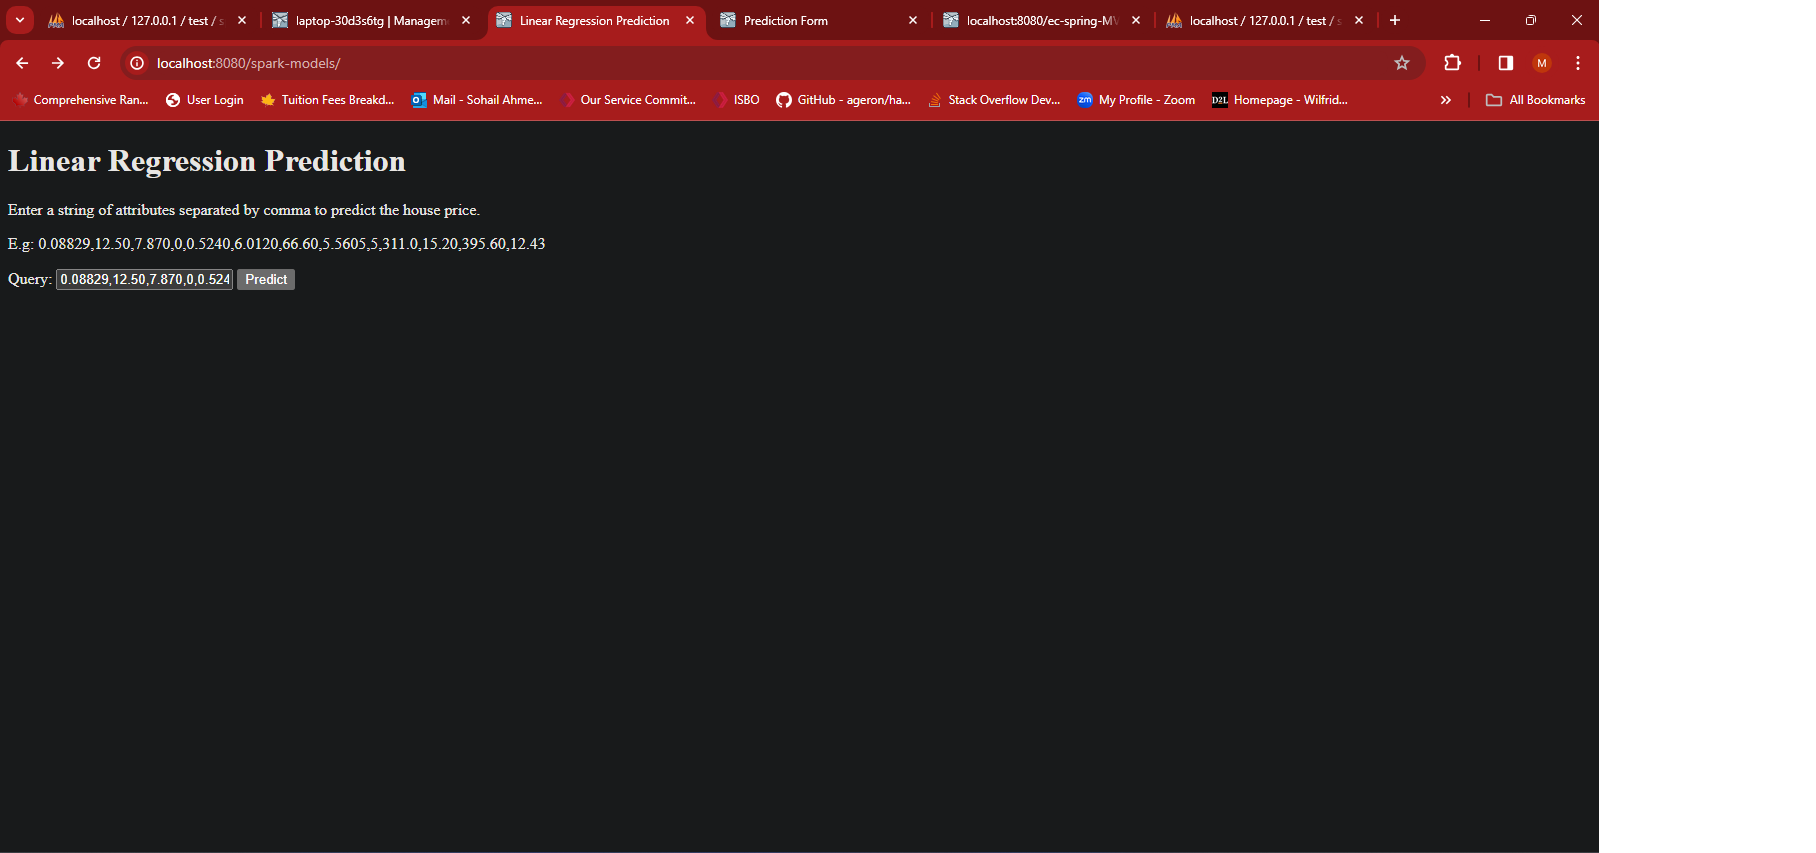 localhost / 127.0.0.1 / test / s
laptop-30d3s6tg | Manageme
Linear Regression Prediction
Prediction Form
localhost:8080/ec-spring-MV
localhost / 127.0.0.1 / test / s
localhost:8080/spark-models/
M
Comprehensive Ran...
User Login
Tuition Fees Breakd...
Mail - Sohail Ahme...
Our Service Commit...
ISBO
GitHub - ageron/ha...
Stack Overflow Dev...
zm
My Profile - Zoom
D2L
Homepage - Wilfrid...
All Bookmarks
Linear Regression Prediction
Enter a string of attributes separated by comma to predict the house price.
E.g: 0.08829,12.50,7.870,0,0.5240,6.0120,66.60,5.5605,5,311.0,15.20,395.60,12.43
Query: 0.08829,12.50,7.870,0,0.524 Predict